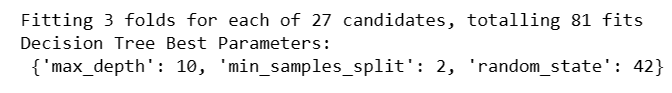 Fitting 3 folds for each of 27 candidates, totalling 81 fits
Decision Tree Best Parameters:
{'max_depth': 10, 'min_samples_split': 2, 'random_state': 42}